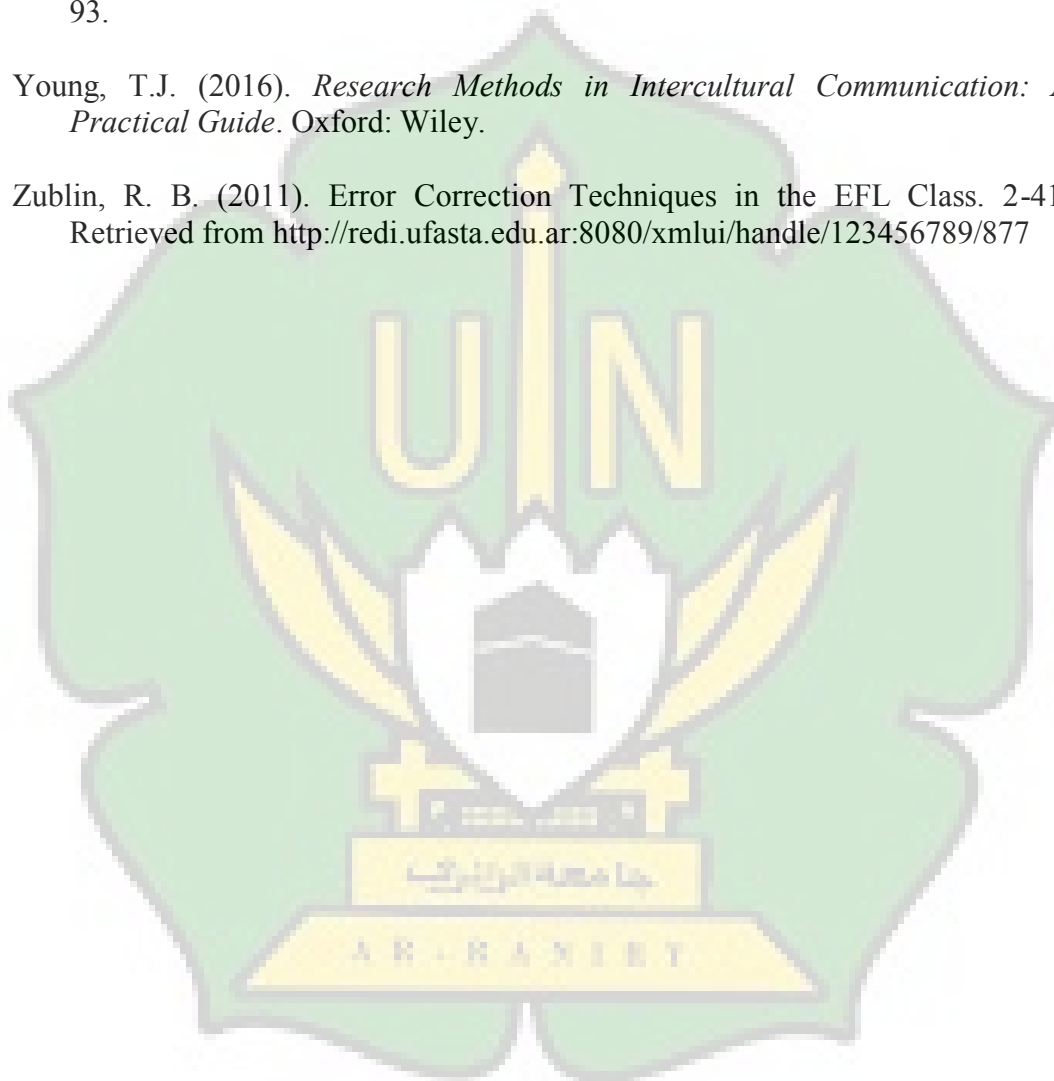 93.
Young, T.J. (2016). Research Methods in Intercultural Communication:
Practical Guide. Oxford: Wiley.
Zublin, R. B. (2011). Error Correction Techniques in the EFL Class. 2-41
Retrieved from http://redi.ufasta.edu.ar:8080/xmlui/handle/123456789/877
UIN
جامعة الرانري
AR-RANIRY